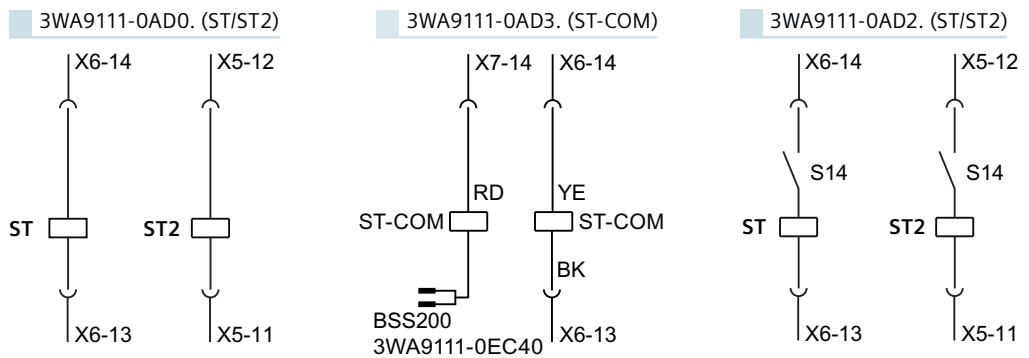 3WA9111-0AD0. (ST/ST2)
X6-14
X5-12
ST
ST2
X6-13
X5-11
3WA9111-0AD3. (ST-COM)
X7-14
X6-14
RD
YE
ST-COM
ST-COM
BK
BSS200
3WA9111-0EC40
X6-13
3WA9111-0AD2. (ST/ST2)
X6-14
X5-12
S14
S14
ST
ST2
X6-13
X5-11